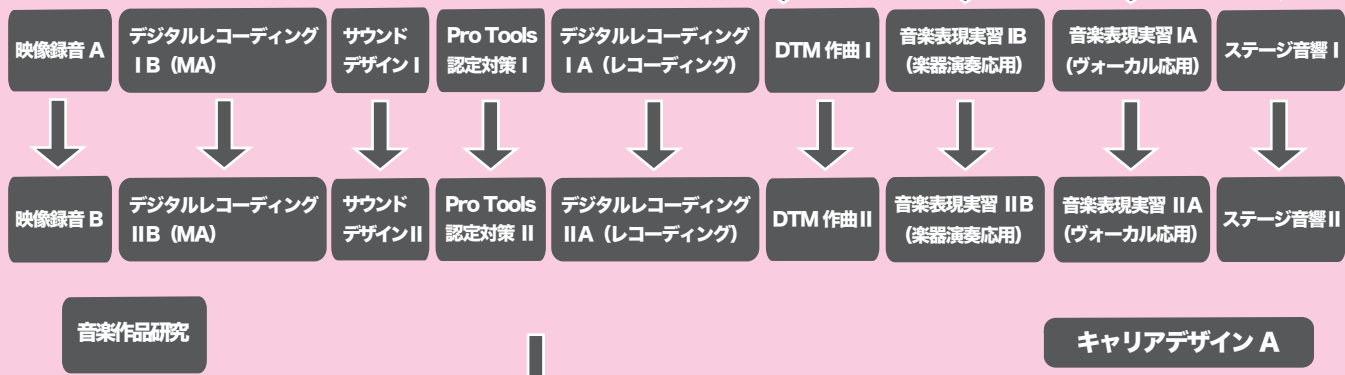 映像録音 A
デジタルレコーディング
ⅠB（MA）
サウンド
デザインⅠ
Pro Tools
認定対策Ⅰ
デジタルレコーディング
ⅠA（レコーディング）
DTM 作曲Ⅰ
音楽表現実習 ⅠB
（楽器演奏応用）
音楽表現実習 ⅠA
（ヴォーカル応用）
ステージ音響Ⅰ
映像録音 B
デジタルレコーディング
ⅡB（MA）
サウンド
デザインⅡ
Pro Tools
認定対策 Ⅱ
デジタルレコーディング
ⅡA（レコーディング）
DTM 作曲Ⅱ
音楽表現実習 ⅡB
（楽器演奏応用）
音楽表現実習 ⅡA
（ヴォーカル応用）
ステージ音響Ⅱ
音楽作品研究
キャリアデザイン A